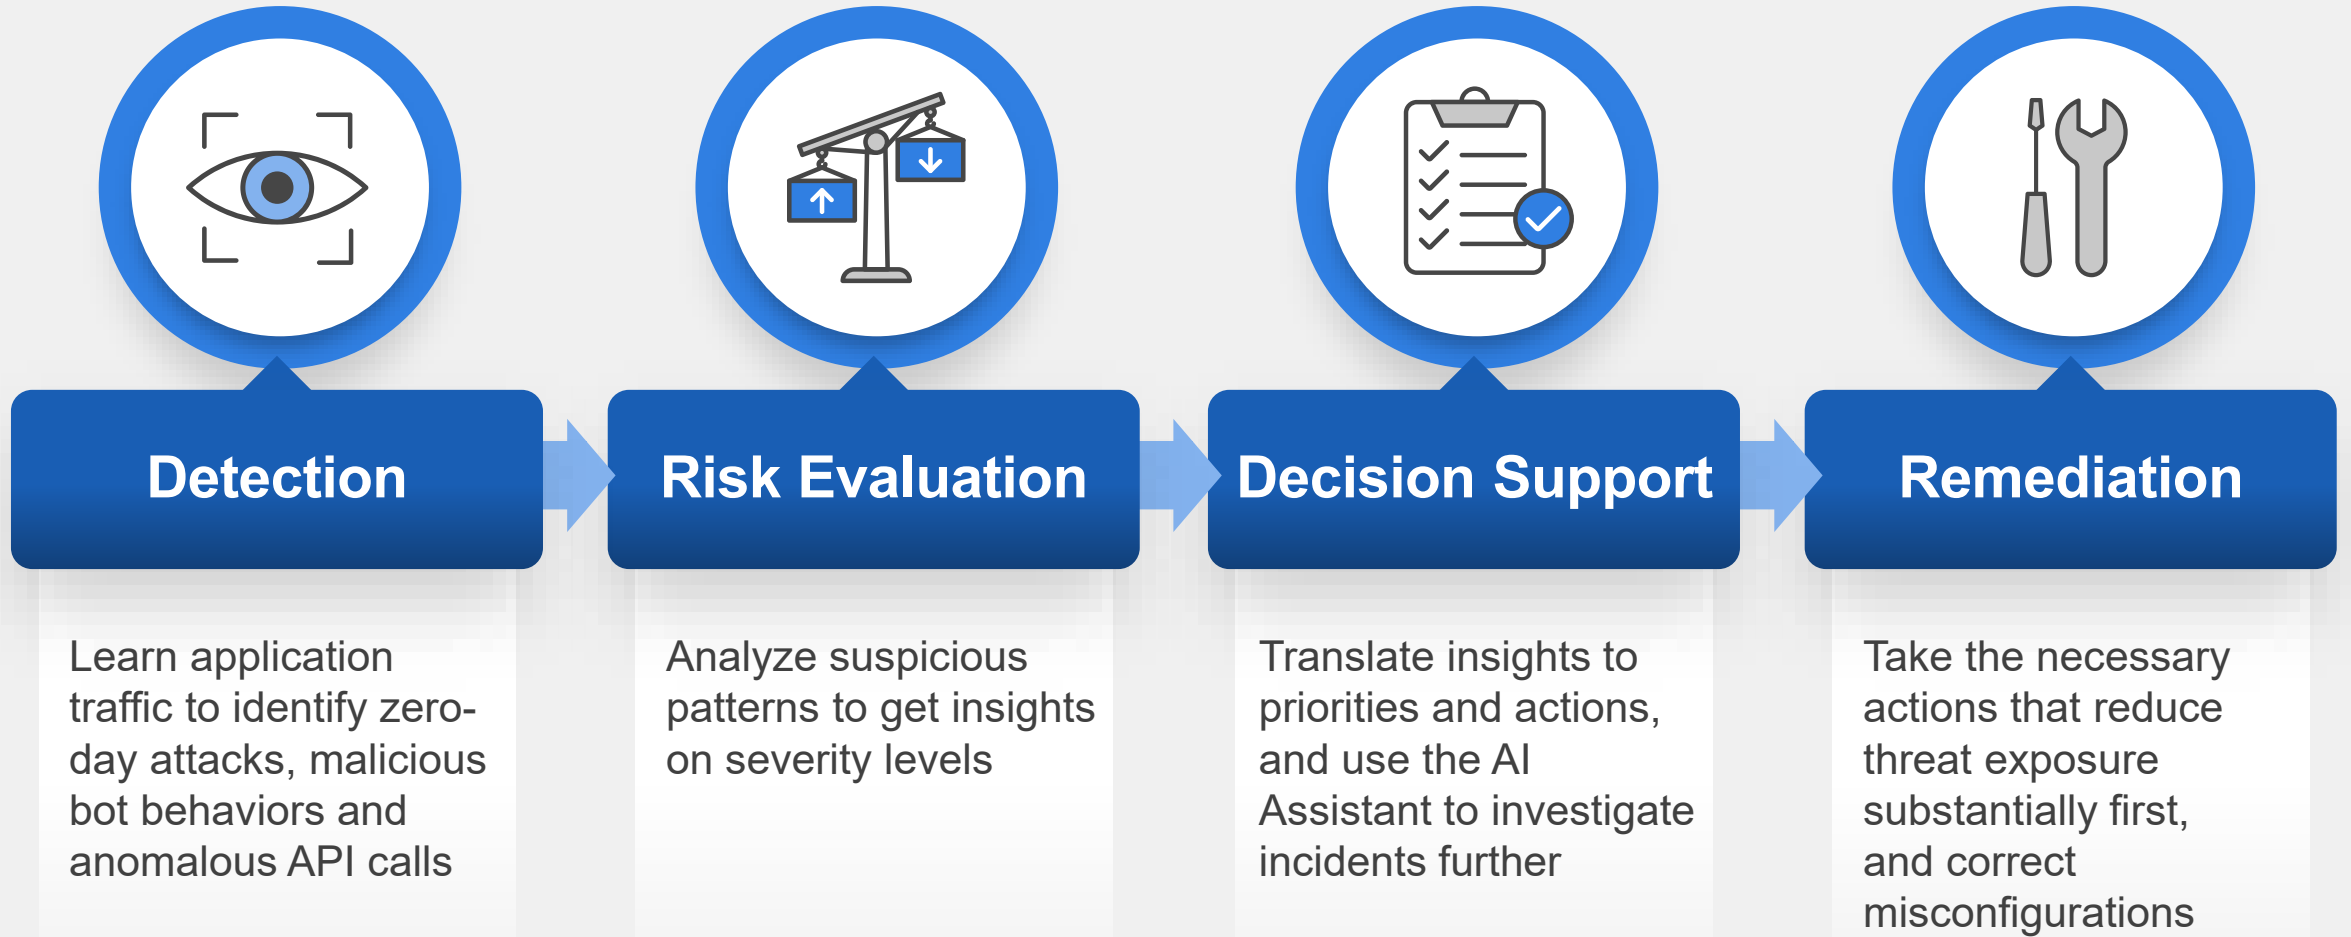 Detection
Risk Evaluation
Decision Support
Remediation
Learn application
traffic to identify zero-
day attacks, malicious
bot behaviors and
anomalous API calls
Analyze suspicious
patterns to get insights
on severity levels
Translate insights to
priorities and actions,
and use the AI
Assistant to investigate
incidents further
Take the necessary
actions that reduce
threat exposure
substantially first,
and correct
misconfigurations